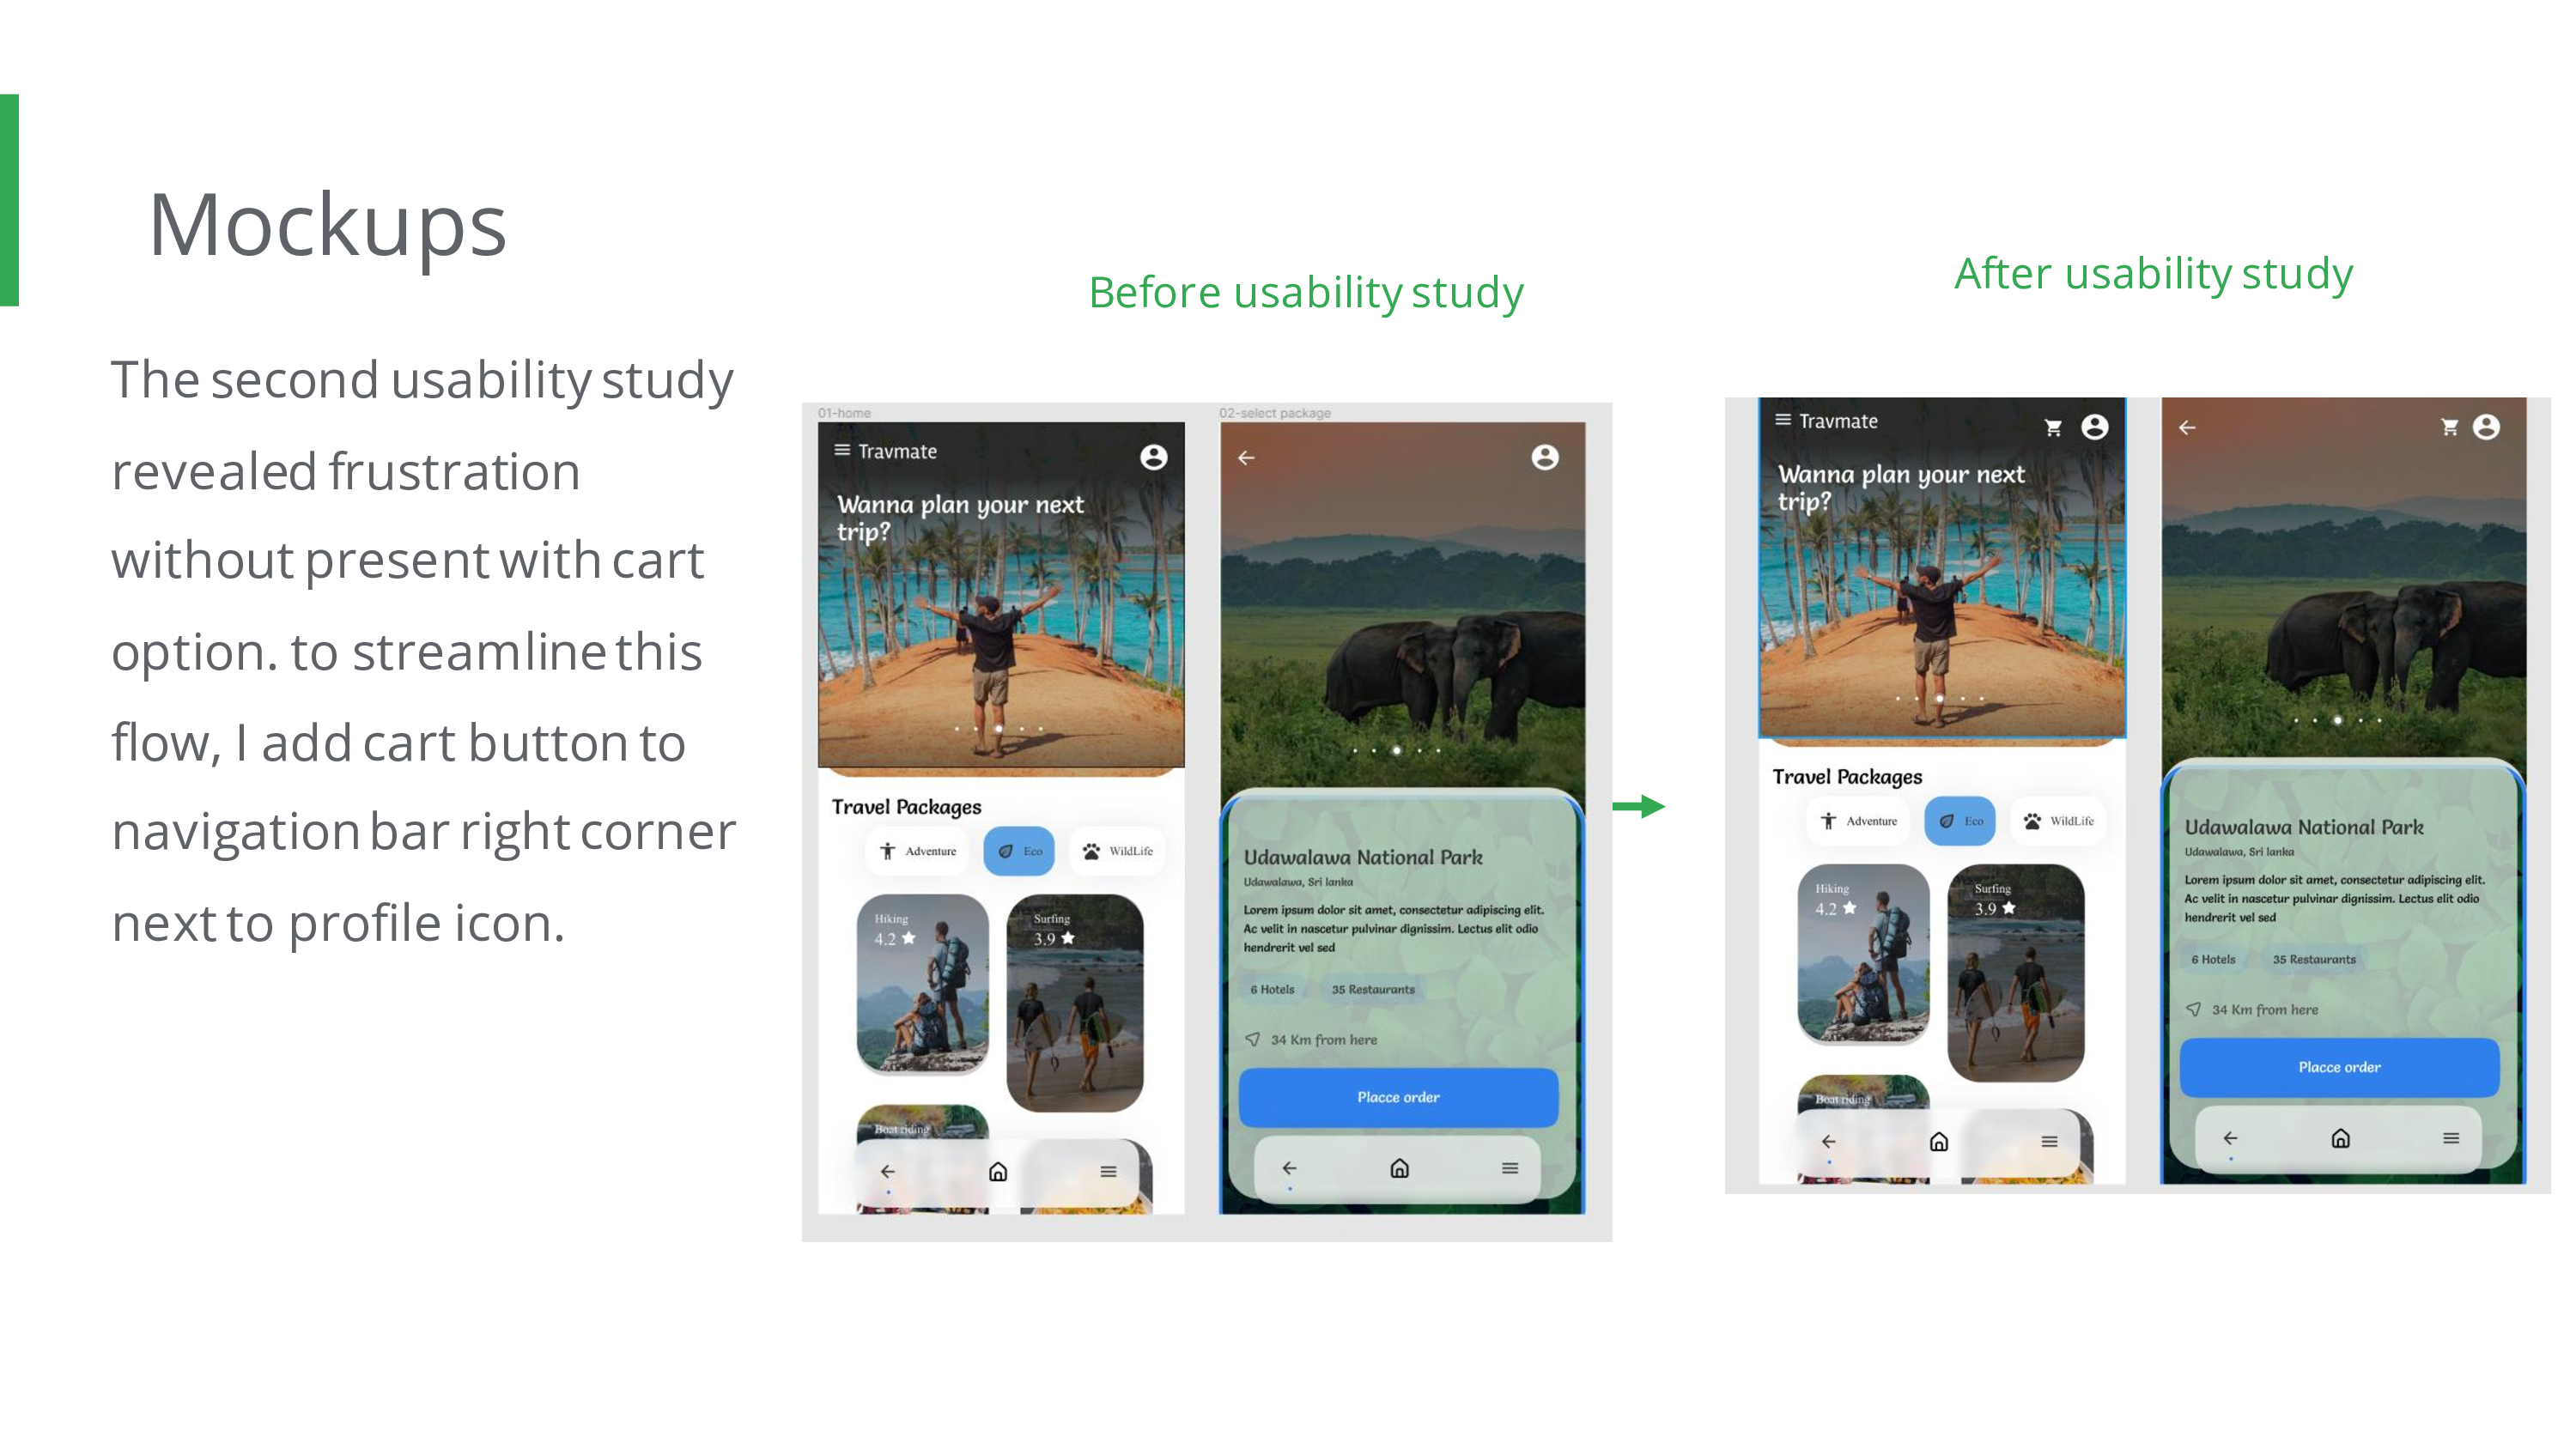 Mockups
The second usability study
revealed frustration
without present with cart
option. to streamline this
flow, I add cart button to
navigation bar right corner
next to profile icon.
Before usability study
01-home
02-select package
Travmate
Wanna plan your next
trip?
Travel Packages
Adventure
Eco
WildLife
Hiking
4.2
Surfing
3.9
Boat riding
Udawalawa National Park
Udawalawa, Sri lanka
Lorem ipsum dolor sit amet, consectetur adipiscing elit.
Ac velit in nascetur pulvinar dignissim. Lectus elit odio
hendrerit vel sed
6 Hotels
35 Restaurants
34 Km from here
Placce order
After usability study
Travmate
Wanna plan your next
trip?
Travel Packages
Adventure
Eco
WildLife
Hiking
4.2
Surfing
3.9
Boat riding
Udawalawa National Park
Udawalawa, Sri lanka
Lorem ipsum dolor sit amet, consectetur adipiscing elit.
Ac velit in nascetur pulvinar dignissim. Lectus elit odio
hendrerit vel sed
6 Hotels
35 Restaurants
34 Km from here
Placce order